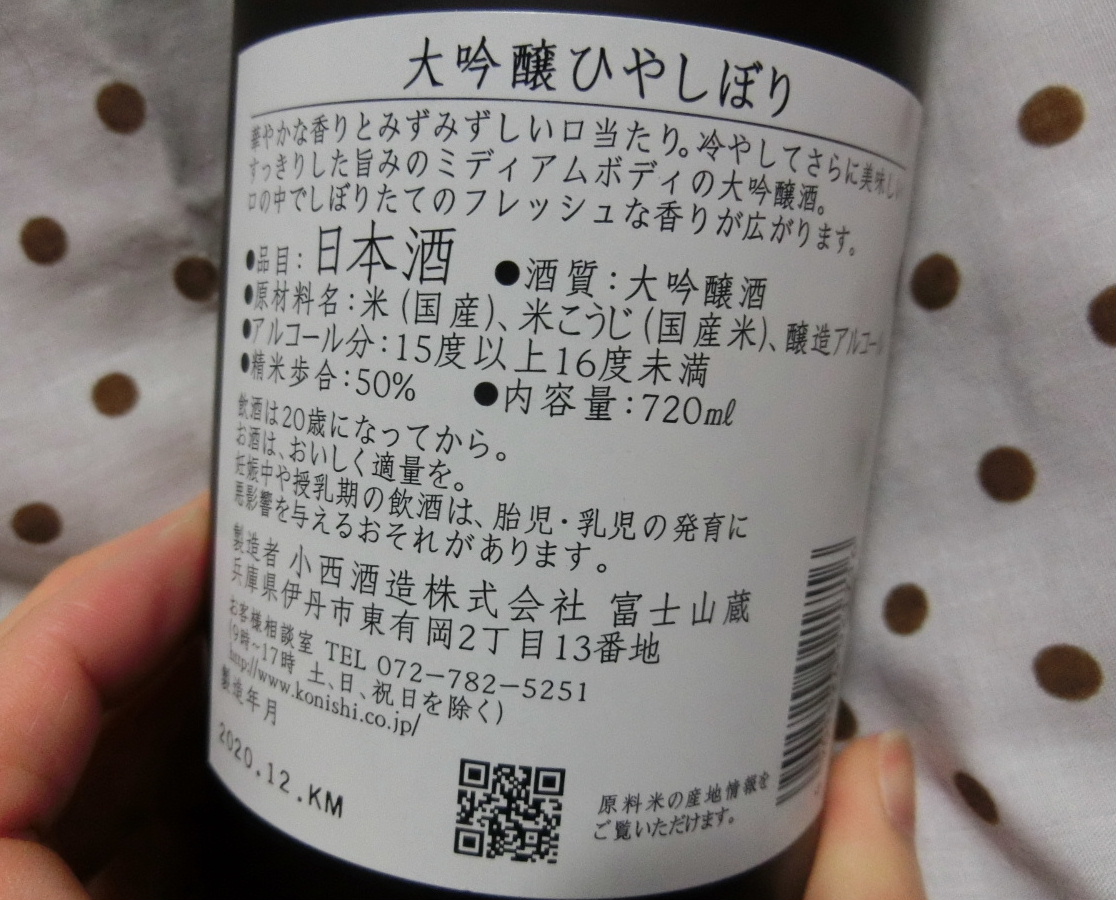 大吟醸ひやしぼり
華やかな香りとみずみずしい口当たり。冷やしてさらに美味しい
すっきりした旨みのミディアムボディの大吟醸酒。
口の中でしぼりたてのフレッシュな香りが広がります。
●品目：日本酒 ●酒質：大吟醸酒
●原材料名：米（国産）、米こうじ（国産米）、醸造アルコール
●アルコール分：15度以上16度未満
●精米歩合：50% ●内容量：720ml
飲酒は20歳になってから。
お酒は、おいしく適量を。
妊娠中や授乳期の飲酒は、胎児・乳児の発育に
悪影響を与えるおそれがあります。
製造者 小西酒造株式会社 富士山蔵
兵庫県伊丹市東有岡2丁目13番地
お客様相談室 TEL 072−782−5251
(9時~17時 土、日、祝日を除く)
http://www.konishi.co.jp/
製造年月
2020.12.KM
原料米の産地情報を
ご覧いただけます。